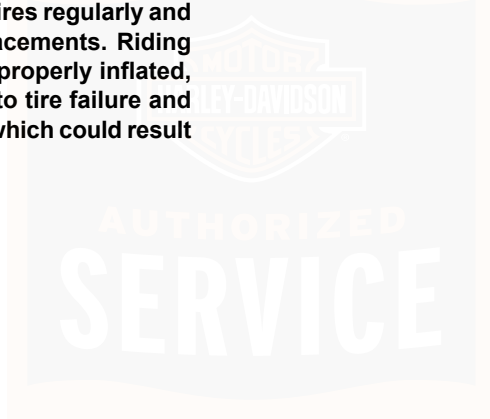 ires regularly and
acements. Riding
properly inflated,
to tire failure and
which could result
MOTOR
HARLEY-DAVIDSON
CYCLES
AUTHORIZED
SERVICE